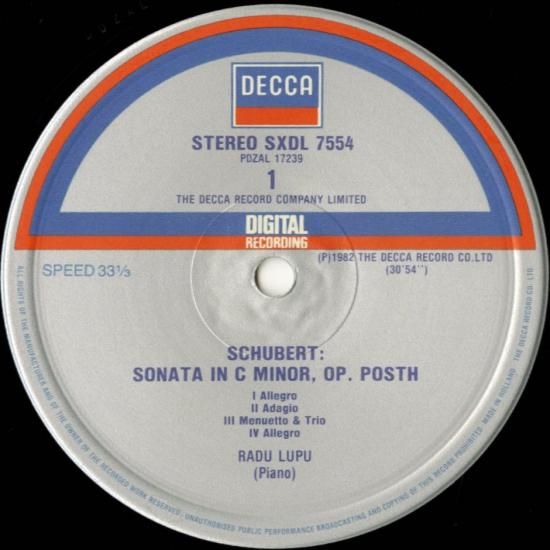 DECCA
STEREO SXDL 7554
PDZAL 17239
1
THE DECCA RECORD COMPANY LIMITED
DIGITAL
RECORDING
SPEED 33⅓
(P)1982 THE DECCA RECORD CO.LTD
(30'54")
SCHUBERT:
SONATA IN C MINOR, OP. POSTH
I Allegro
II Adagio
III Menuetto & Trio
IV Allegro
RADU LUPU
(Piano)
ALL RIGHTS OF THE MANUFACTURER AND OF THE OWNER OF THE RECORDED WORK RESERVED. UNAUTHORISED PUBLIC PERFORMANCE BROADCASTING AND COPYING OF THIS RECORD PROHIBITED. MADE IN HOLLAND. THE DECCA RECORD CO. LTD.